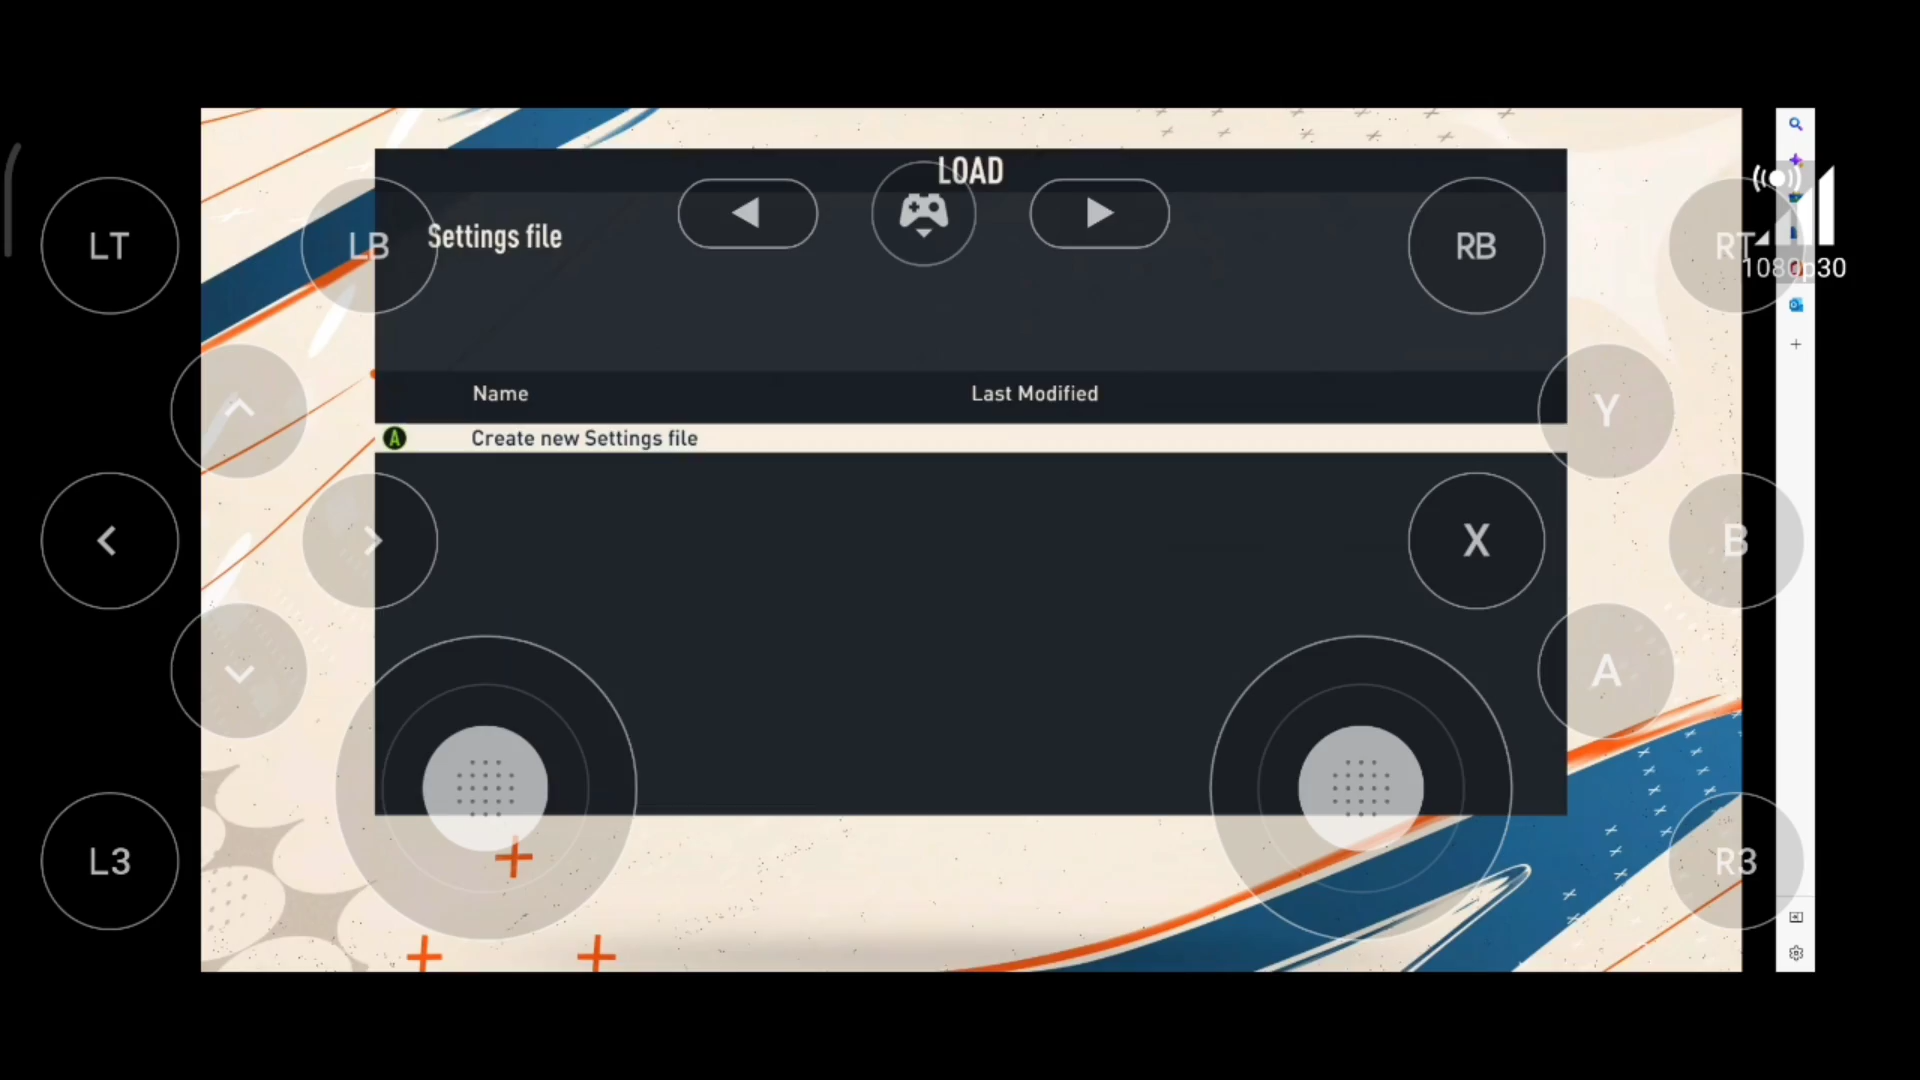 LOAD
LT
LB
Settings file
RB
RT
1080p30
Name
Last Modified
Y
A
Create new Settings file
X
B
A
L3
R3